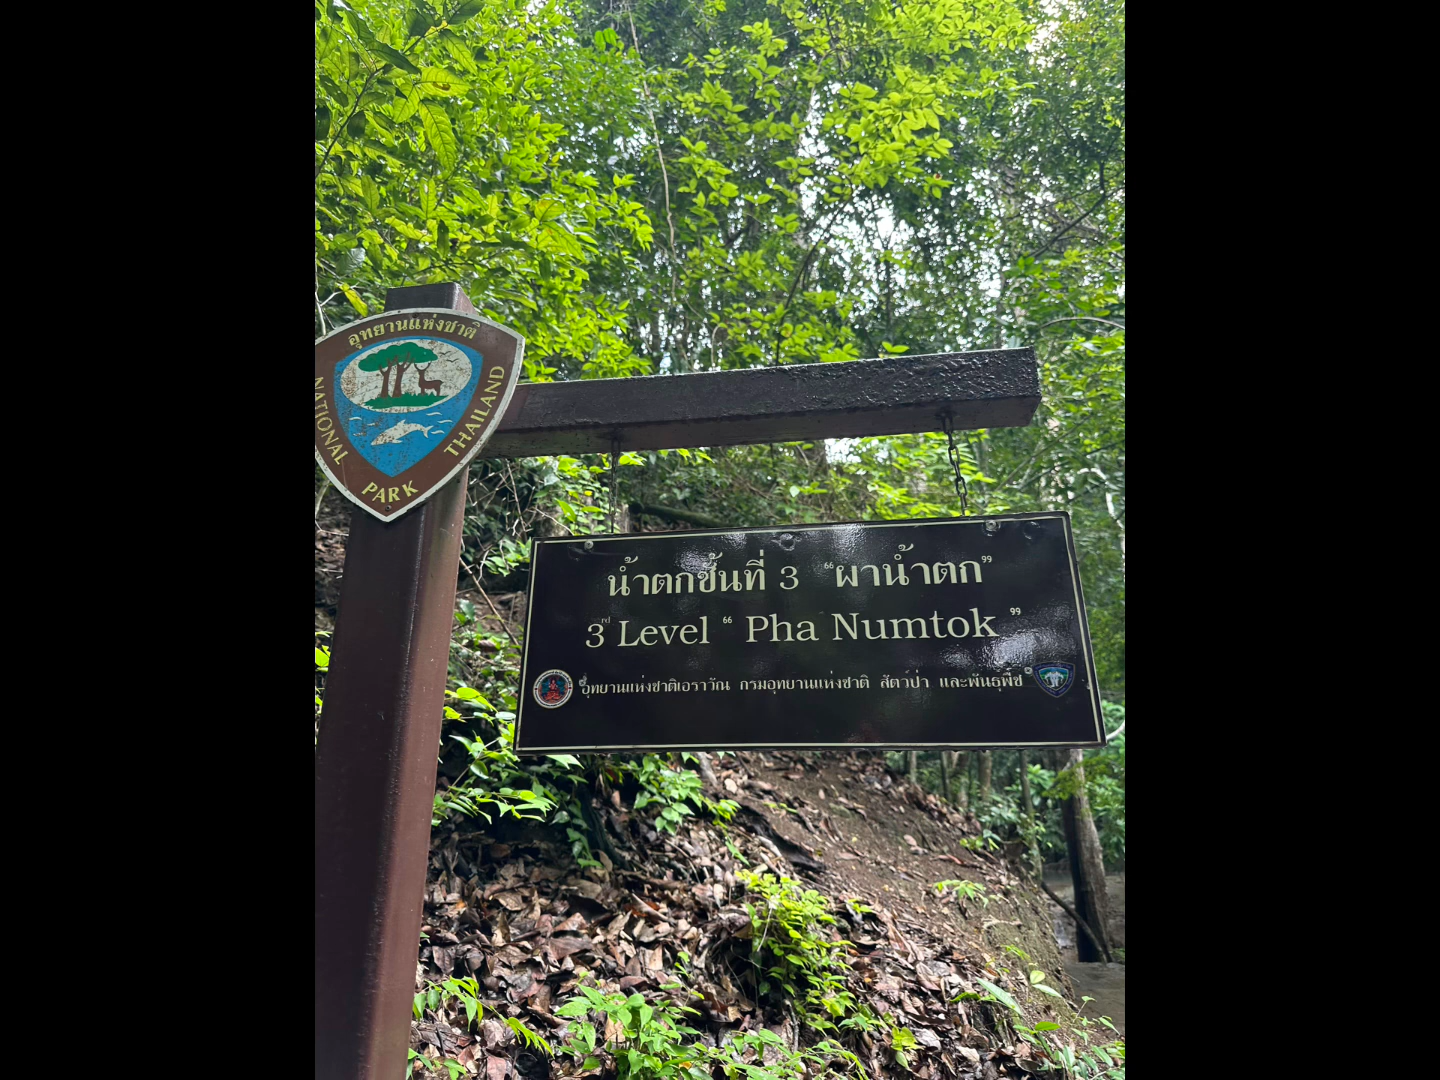 อุทยานแห่งชาติ
NATIONAL PARK THAILAND
น้ำตกชั้นที่ 3 “ผาน้ำตก”
3rd Level “ Pha Numtok ”
อุทยานแห่งชาติเอราวัณ กรมอุทยานแห่งชาติ สัตว์ป่า และพันธุ์พืช